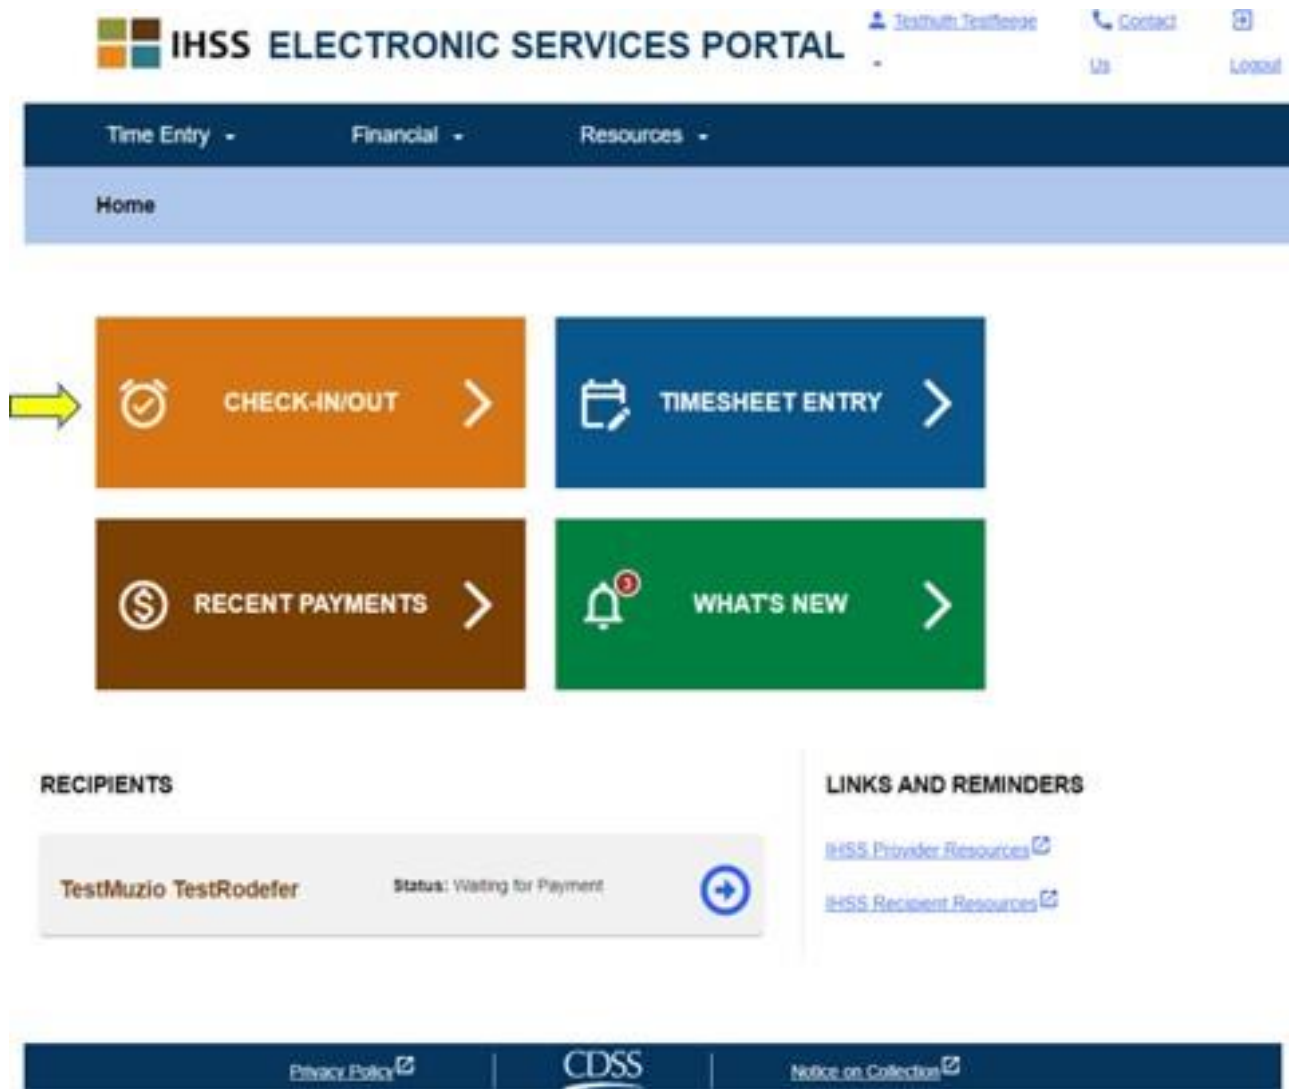 IHSS ELECTRONIC SERVICES PORTAL
Contact Us
Logout
Time Entry
Financial
Resources
Home
CHECK-IN/OUT
TIMESHEET ENTRY
RECENT PAYMENTS
3
WHAT'S NEW
RECIPIENTS
TestMuzio TestRodefer
Status: Waiting for Payment
LINKS AND REMINDERS
IHSS Provider Resources
IHSS Recipient Resources
Privacy Policy
CDSS
Notice on Collection